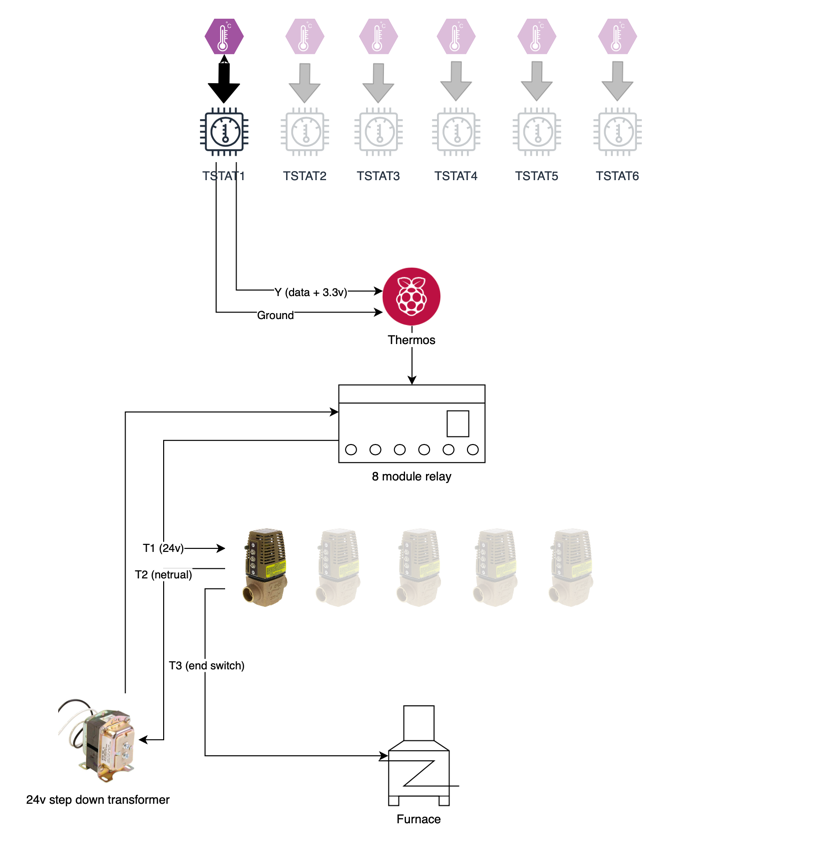 TSTAT1
TSTAT2
TSTAT3
TSTAT4
TSTAT5
TSTAT6
Y (data + 3.3v)
Ground
Thermos
8 module relay
T1 (24v)
T2 (netrual)
T3 (end switch)
24v step down transformer
Furnace